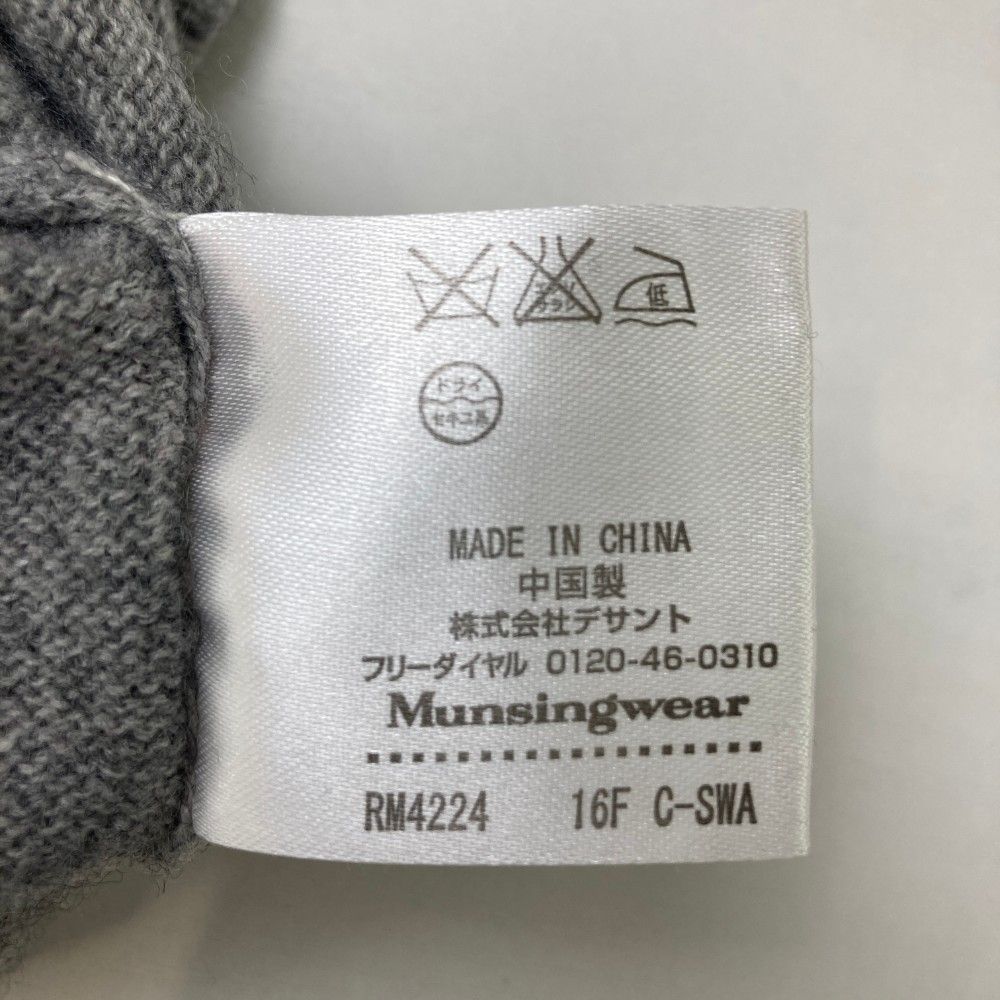 低
ドライ
セキユ系
MADE IN CHINA
中国製
株式会社デサント
フリーダイヤル 0120-46-0310
Munsingwear
RM4224 16F C-SWA